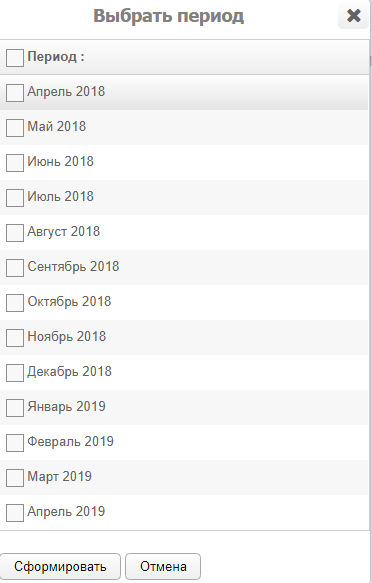 Выбрать период
Период :
Апрель 2018
Май 2018
Июнь 2018
Июль 2018
Август 2018
Сентябрь 2018
Октябрь 2018
Ноябрь 2018
Декабрь 2018
Январь 2019
Февраль 2019
Март 2019
Апрель 2019
Сформировать Отмена